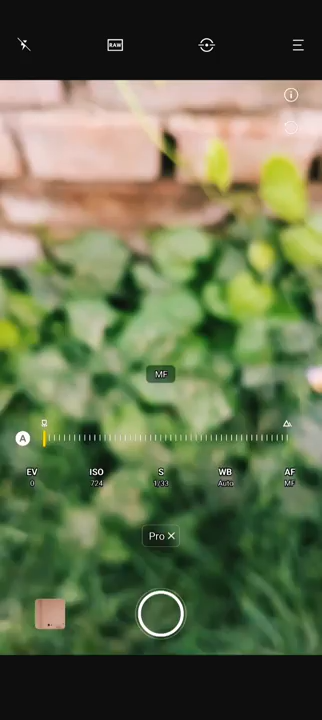 RAW
MF
A
EV ISO S WB AF
0 724 1/33 Auto MF
Pro